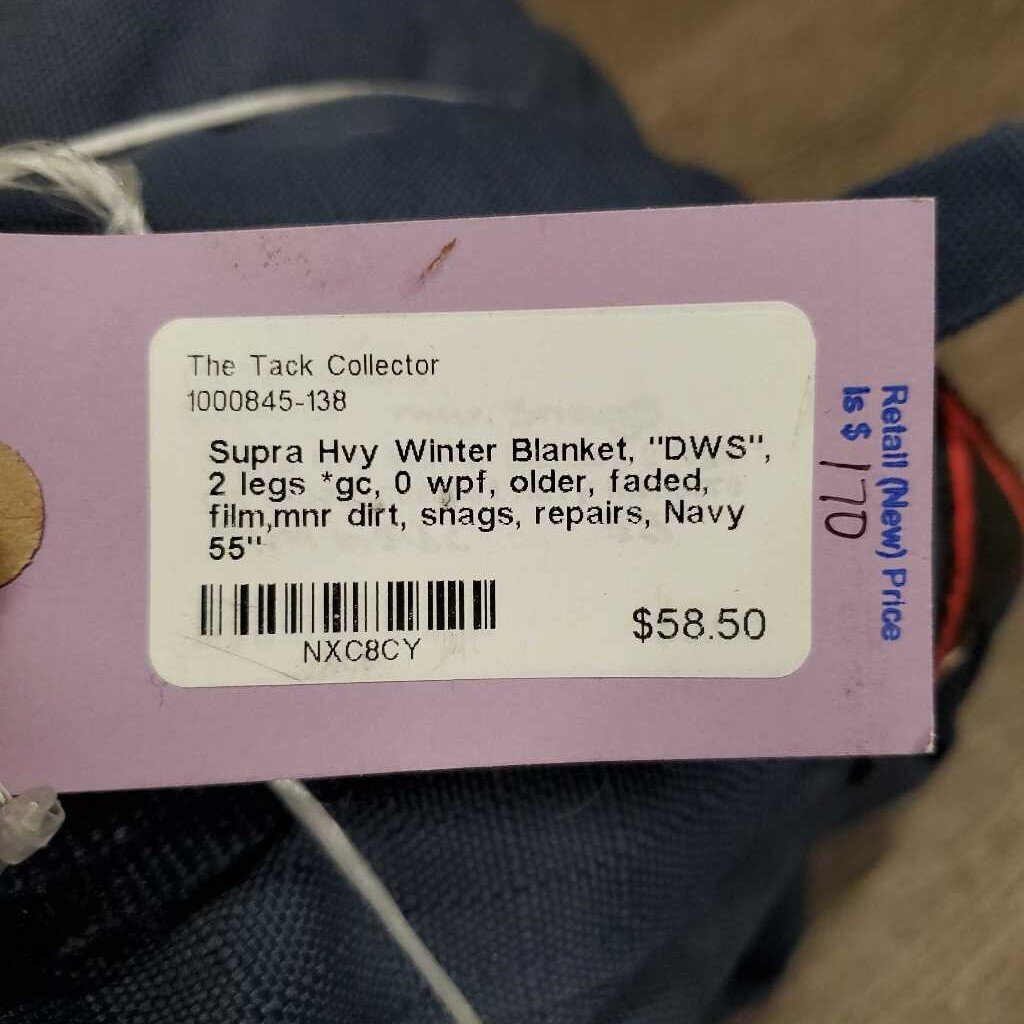 The Tack Collector
1000845-138
Supra Hvy Winter Blanket, "DWS",
2 legs *gc, 0 wpf, older, faded,
film,mnr dirt, snags, repairs, Navy
55"
NXC8CY
$58.50
Retail (New) Price
Is $ 170